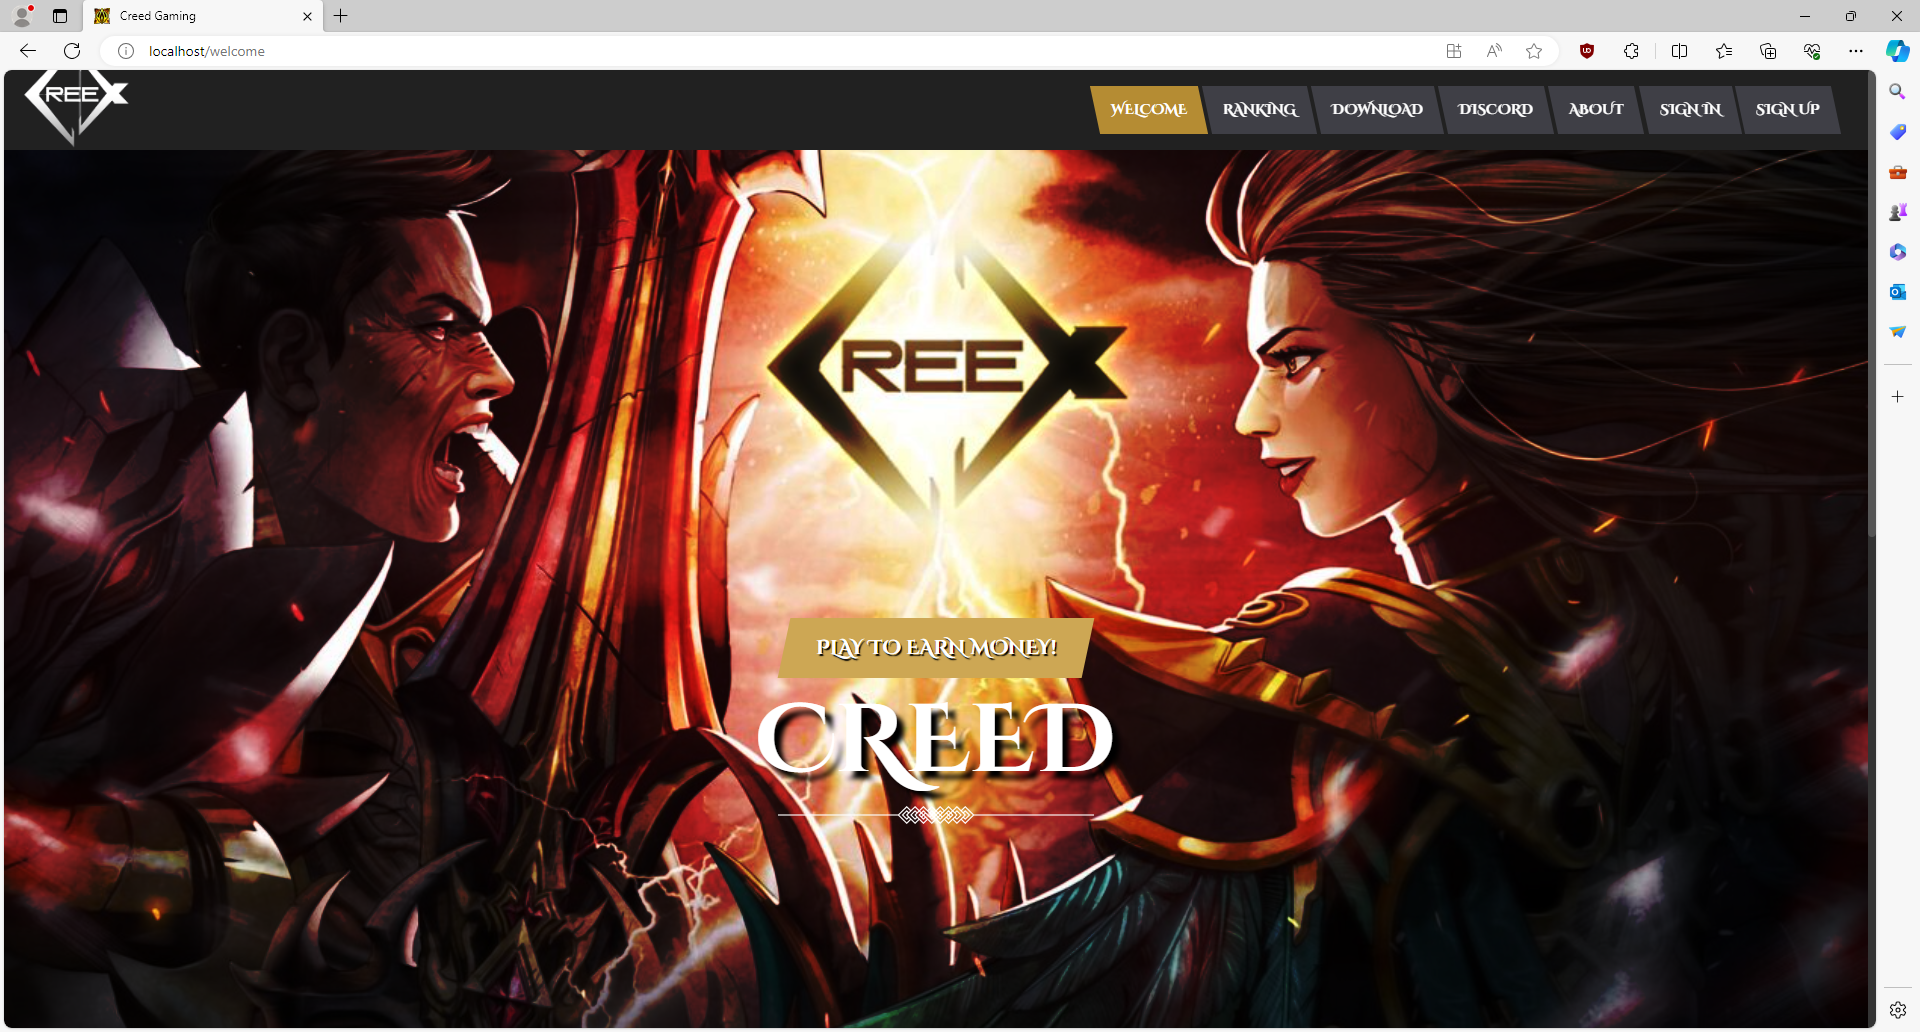 Creed Gaming
localhost/welcome
REE
WELCOME RANKING DOWNLOAD DISCORD ABOUT SIGN IN SIGN UP
REE
PLAY TO EARN MONEY!
CREED